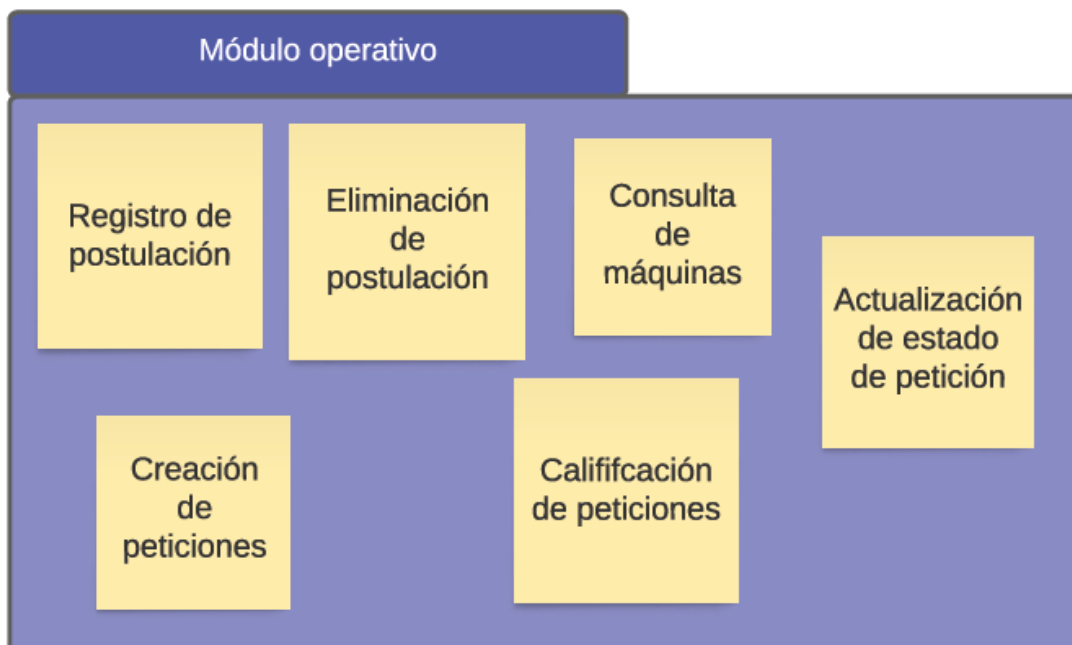 Módulo operativo
Registro de
postulación
Eliminación
de
postulación
Consulta
de
máquinas
Actualización
de estado
de petición
Creación
de
peticiones
Calififcación
de peticiones